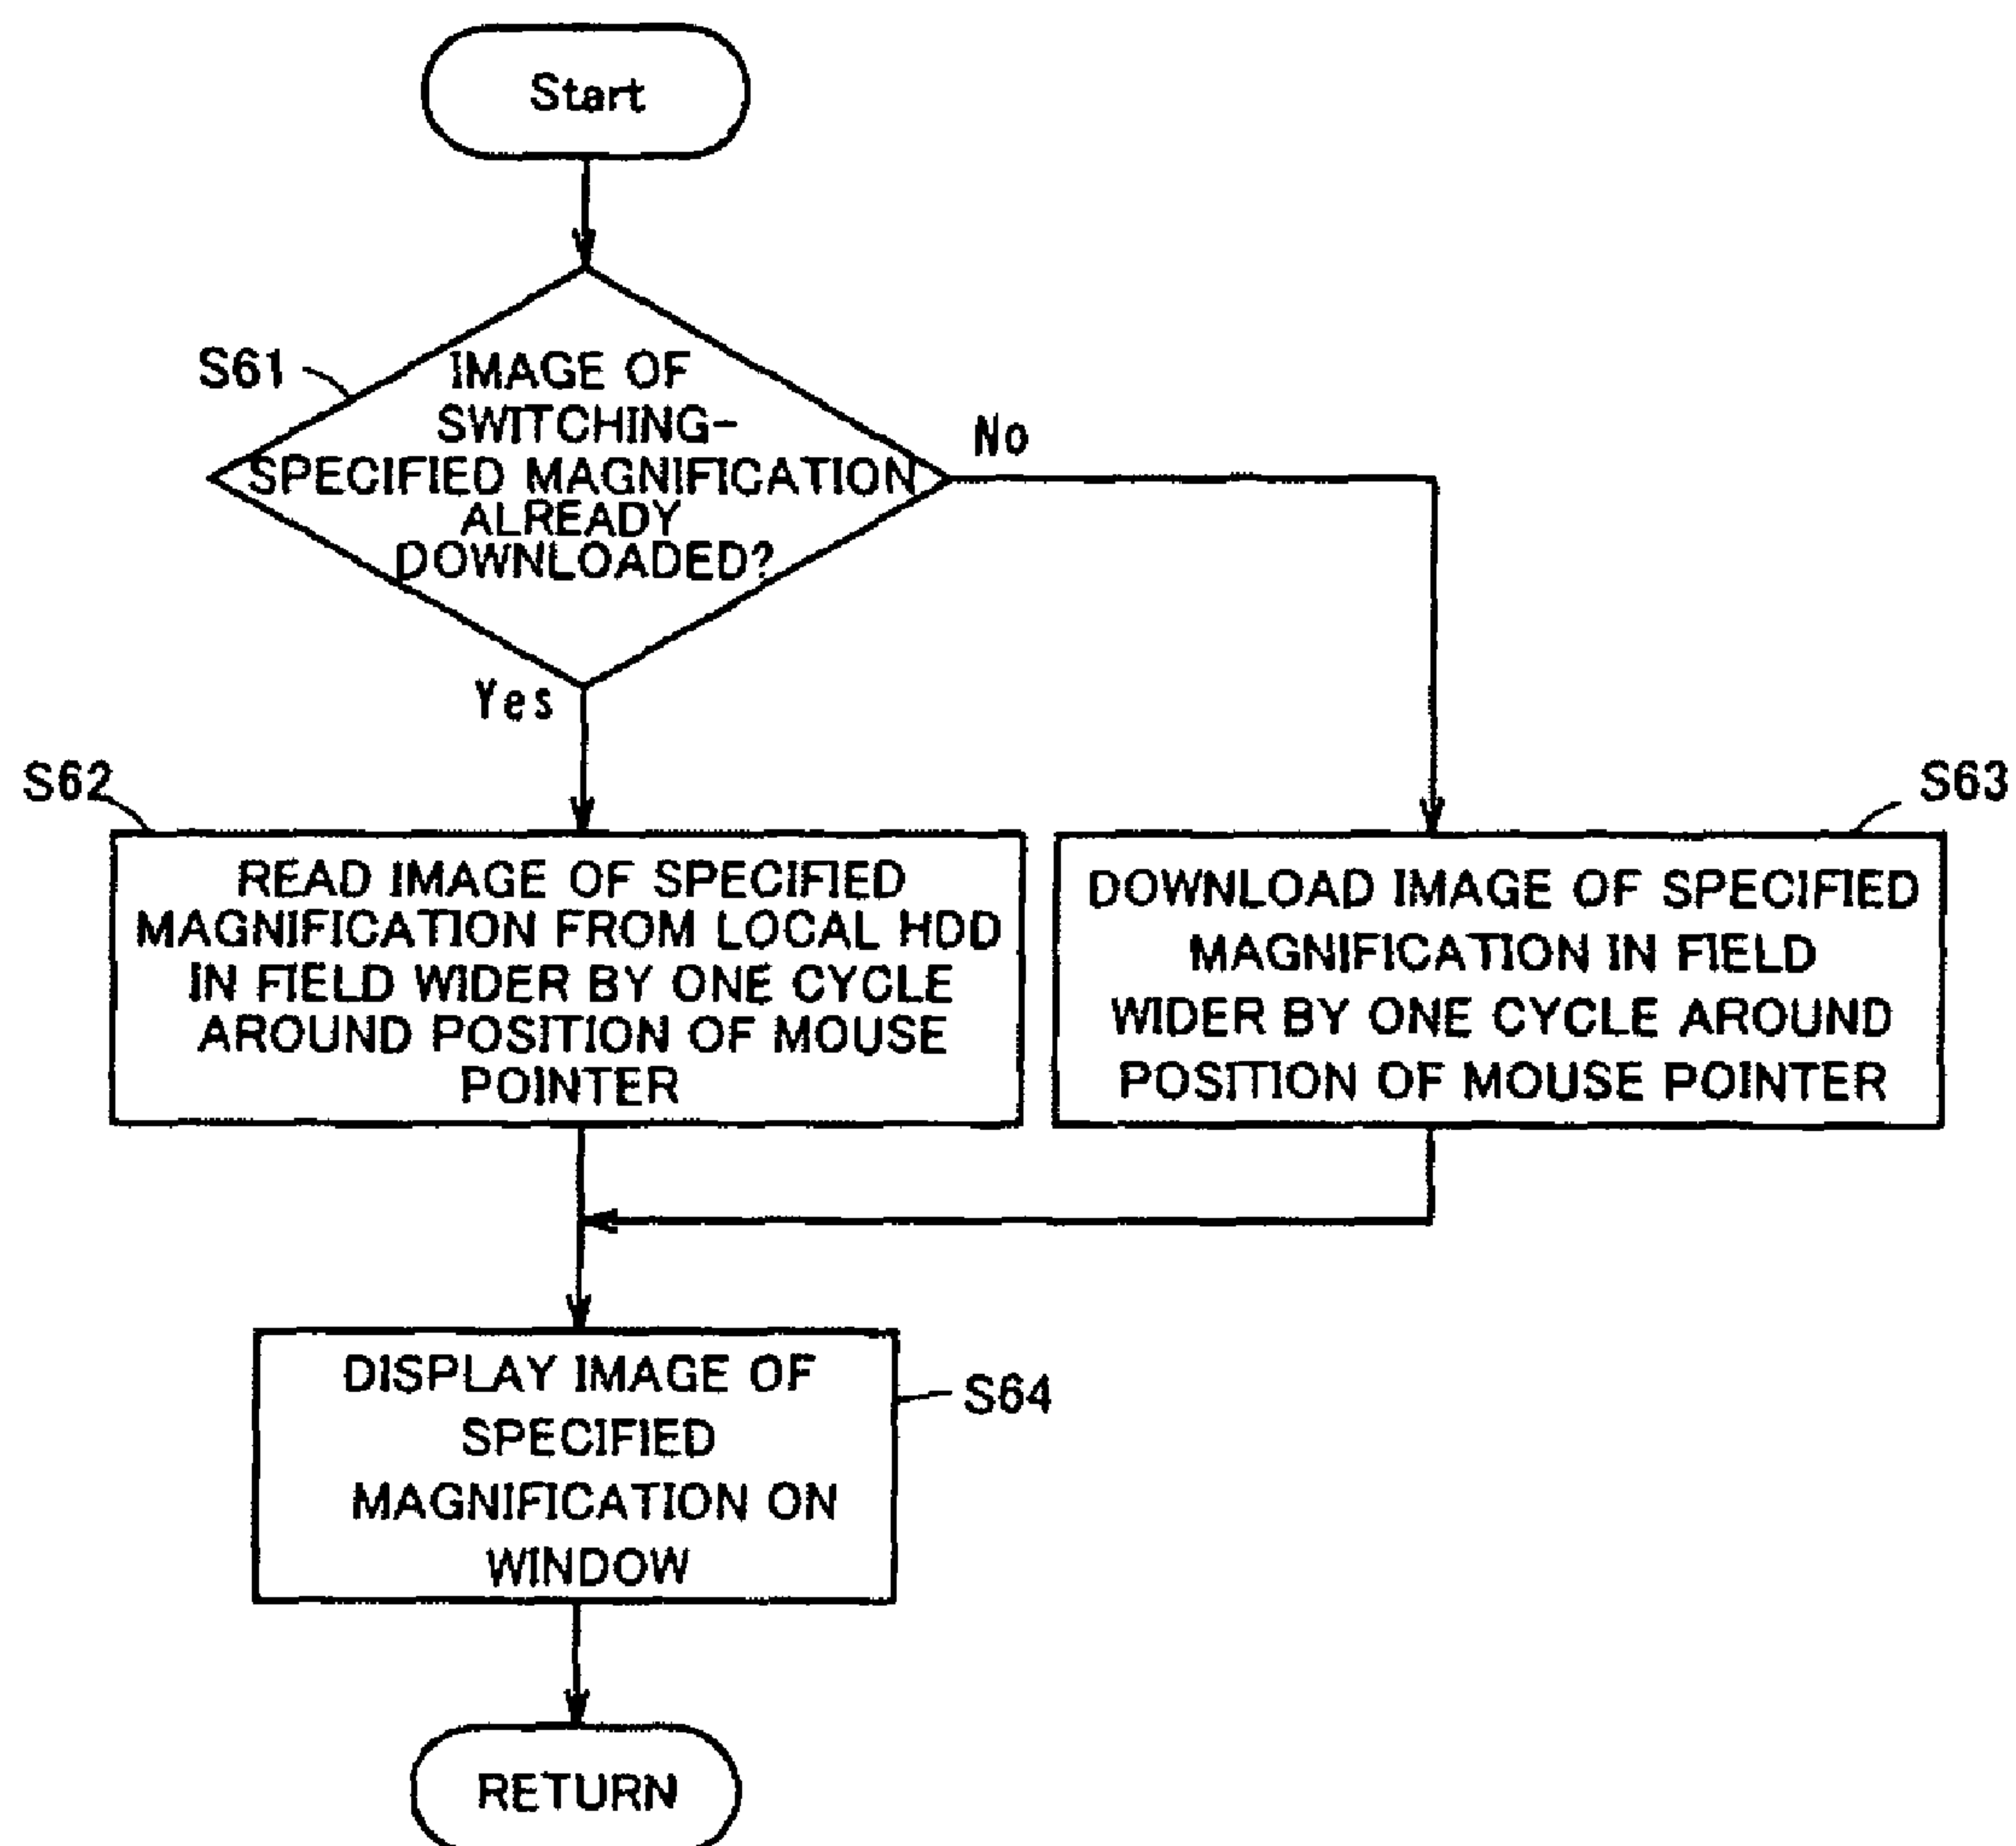 Start
S61
IMAGE OF
SWITCHING-
SPECIFIED MAGNIFICATION
ALREADY
DOWNLOADED?
No
Yes
S62
READ IMAGE OF SPECIFIED
MAGNIFICATION FROM LOCAL HDD
IN FIELD WIDER BY ONE CYCLE
AROUND POSITION OF MOUSE
POINTER
S63
DOWNLOAD IMAGE OF SPECIFIED
MAGNIFICATION IN FIELD
WIDER BY ONE CYCLE AROUND
POSITION OF MOUSE POINTER
DISPLAY IMAGE OF
SPECIFIED
MAGNIFICATION ON
WINDOW
S64
RETURN